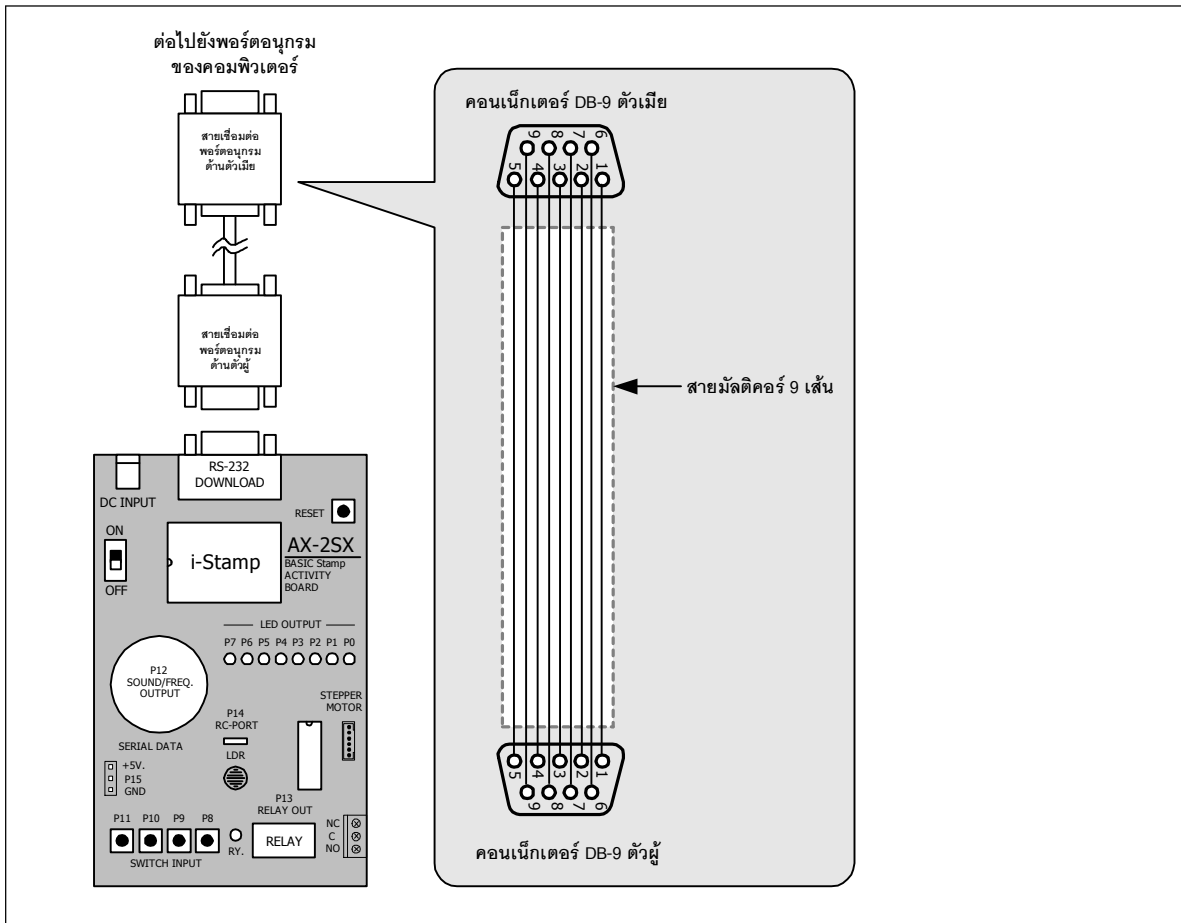 ต่อไปยังพอร์ตอนุกรม
ของคอมพิวเตอร์
สายเชื่อมต่อ
พอร์ตอนุกรม
ด้านตัวเมีย
สายเชื่อมต่อ
พอร์ตอนุกรม
ด้านตัวผู้
RS-232
DOWNLOAD
DC INPUT
RESET
ON
OFF
i-Stamp
AX-2SX
BASIC Stamp
ACTIVITY
BOARD
LED OUTPUT
P7 P6 P5 P4 P3 P2 P1 P0
P12
SOUND/FREQ.
OUTPUT
STEPPER
MOTOR
P14
RC-PORT
LDR
SERIAL DATA
+5V.
P15
GND
P13
RELAY OUT
P11 P10 P9 P8
SWITCH INPUT
RY.
RELAY
NC
C
NO
คอนเน็กเตอร์ DB-9 ตัวเมีย
9 8 7 6
5 4 3 2 1
สายมัลติคอร์ 9 เส้น
5 4 3 2 1
9 8 7 6
คอนเน็กเตอร์ DB-9 ตัวผู้